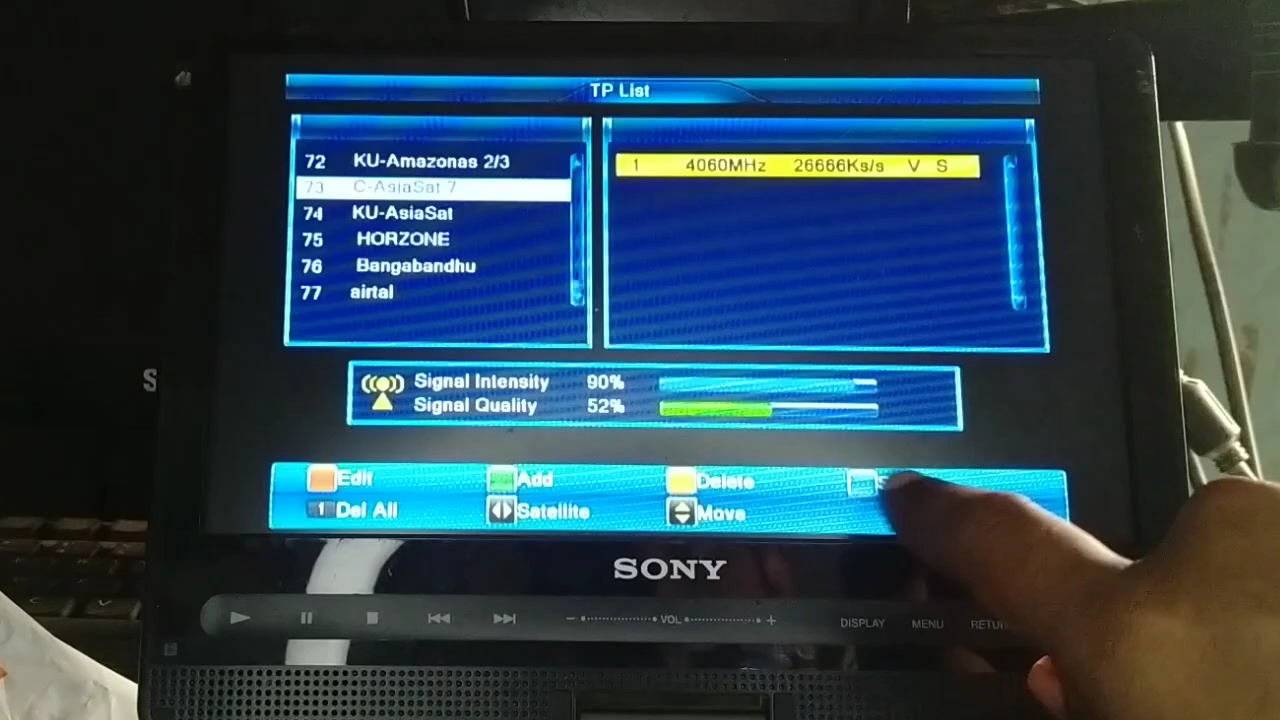 TP List
72 KU-Amazonas 2/3
73 C-AsiaSat 7
74 KU-AsiaSat
75 HORZONE
76 Bangabandhu
77 airtal
1 4060MHz 26666Ks/s V S
Signal Intensity 90%
Signal Quality 52%
Edit Add Delete
1 Del All Satellite Move
SONY
VOL
DISPLAY MENU